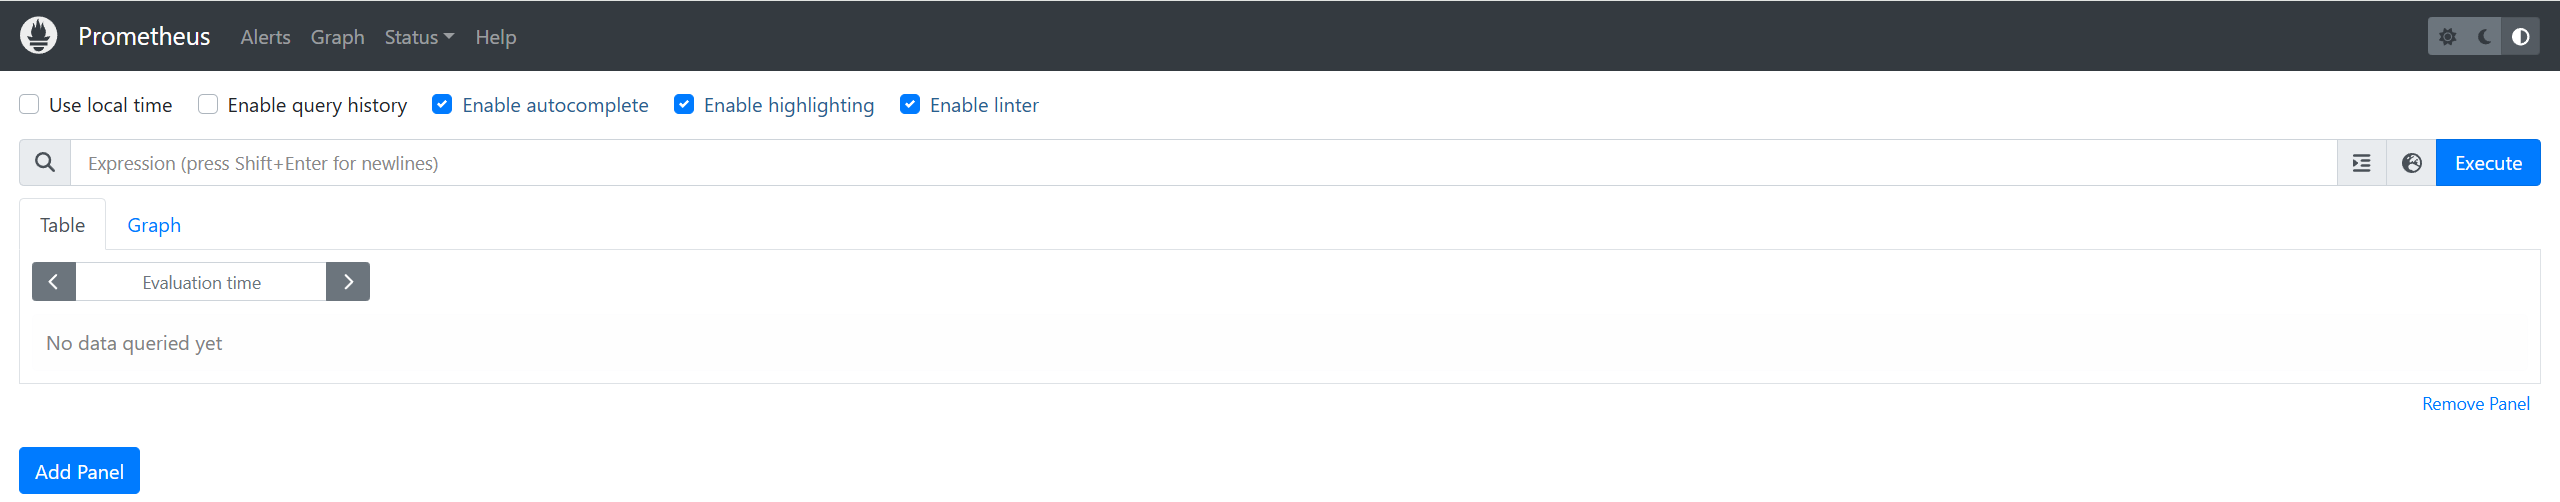 Prometheus Alerts Graph Status Help
Use local time Enable query history Enable autocomplete Enable highlighting Enable linter
Expression (press Shift+Enter for newlines) Execute
Table Graph
Evaluation time
No data queried yet
Remove Panel
Add Panel